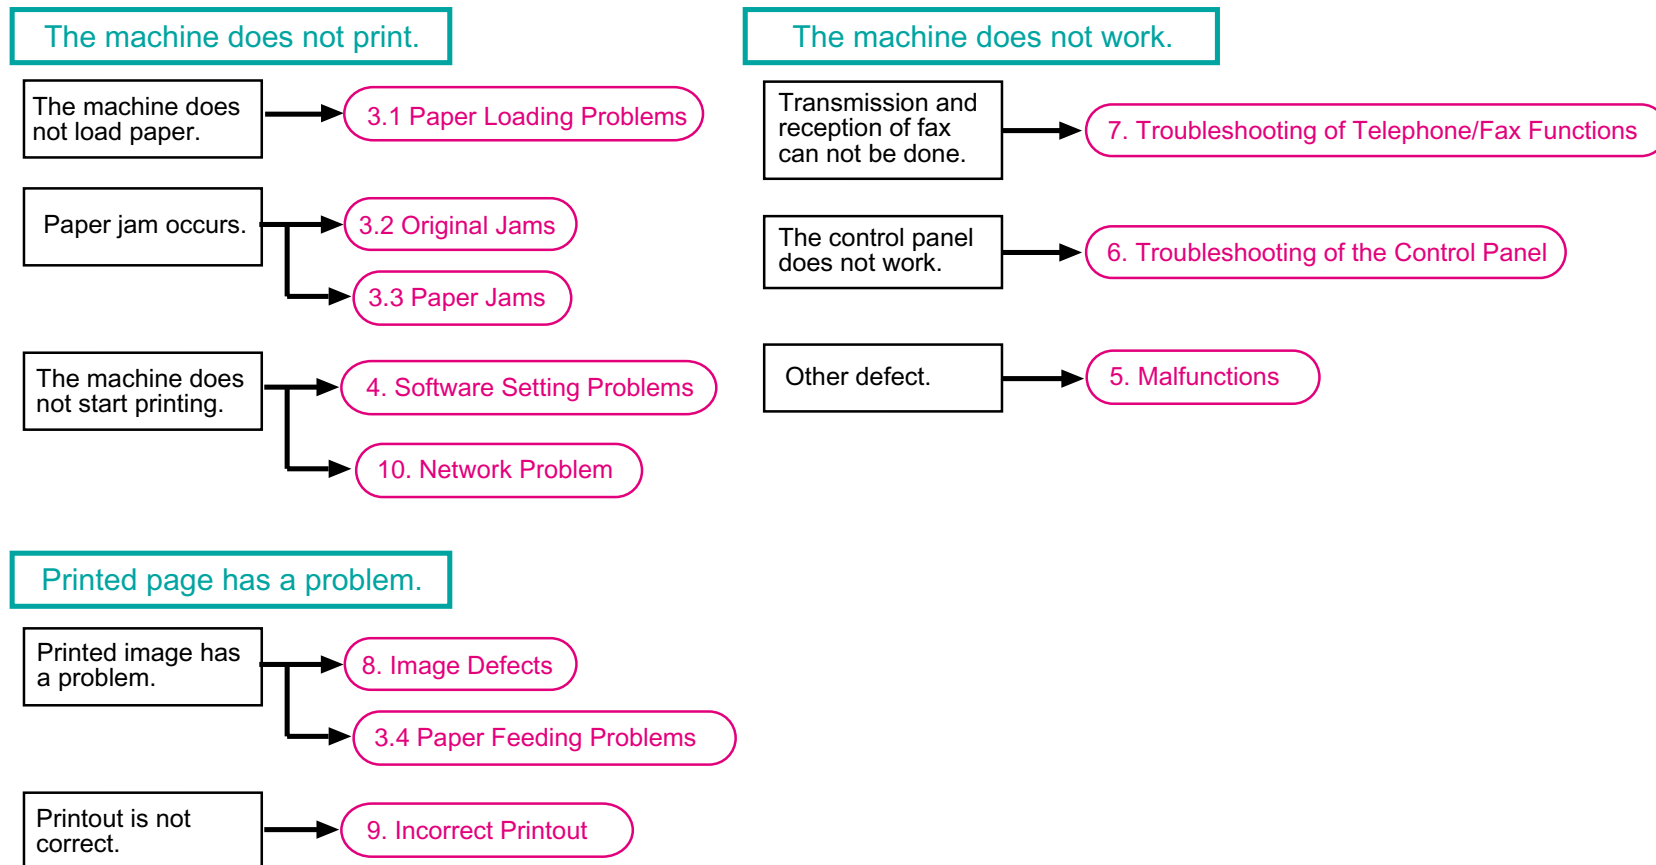 The machine does not print.
The machine does
not load paper.
3.1 Paper Loading Problems
Paper jam occurs.
3.2 Original Jams
3.3 Paper Jams
The machine does
not start printing.
4. Software Setting Problems
10. Network Problem
Printed page has a problem.
Printed image has
a problem.
8. Image Defects
3.4 Paper Feeding Problems
Printout is not
correct.
9. Incorrect Printout
The machine does not work.
Transmission and
reception of fax
can not be done.
7. Troubleshooting of Telephone/Fax Functions
The control panel
does not work.
6. Troubleshooting of the Control Panel
Other defect.
5. Malfunctions